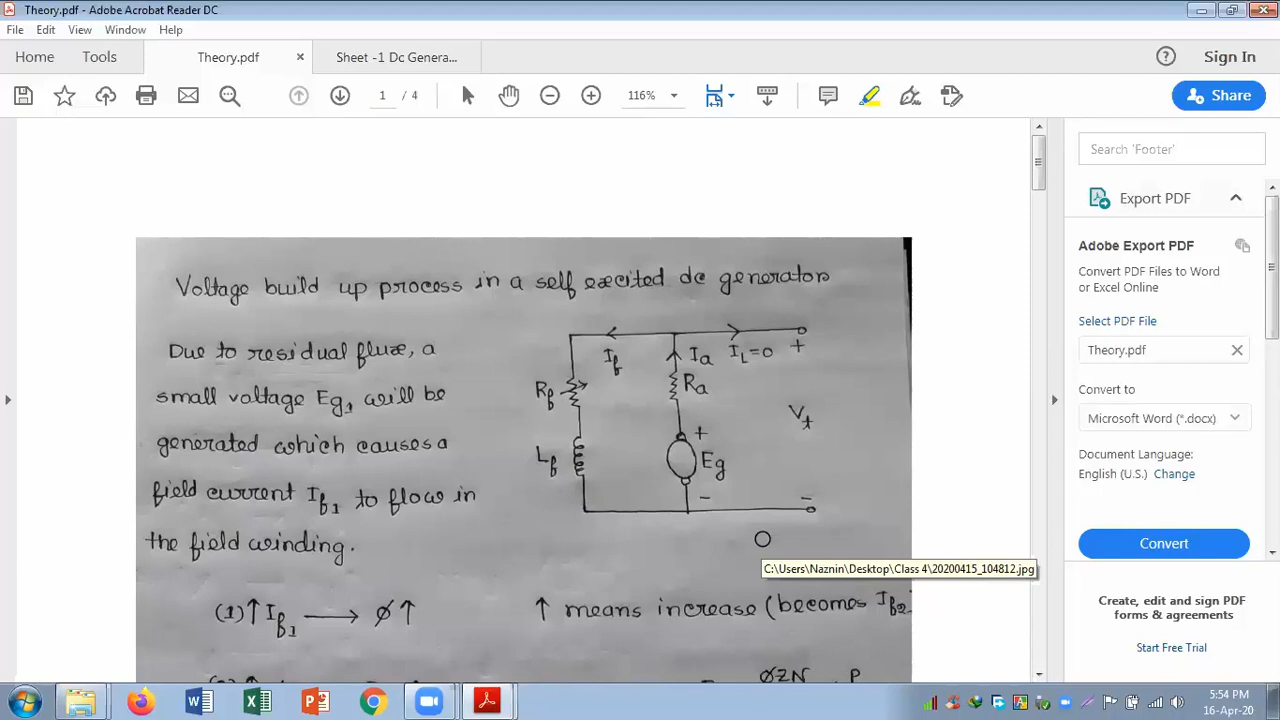 Theory.pdf - Adobe Acrobat Reader DC
File Edit View Window Help
Home Tools Theory.pdf Sheet -1 Dc Genera... Sign In
1 / 4 116% Share
Search 'Footer'
Export PDF
Adobe Export PDF
Convert PDF Files to Word
or Excel Online
Select PDF File
Theory.pdf
Convert to
Microsoft Word (*.docx)
Document Language:
English (U.S.) Change
Convert
Create, edit and sign PDF
forms & agreements
Start Free Trial
Voltage build up process in a self excited dc generator
Due to residual flux, a
small voltage Eg1 will be
generated which causes a
field current If1 to flow in
the field winding.
If Ia IL=0 +
Rf Ra
Vt
+
Lf Eg
- -
C:\Users\Naznin\Desktop\Class 4\20200415_104812.jpg
(1) ↑ If1 → ø ↑ ↑ means increase (becomes If2
øZN P
5:54 PM
16-Apr-20